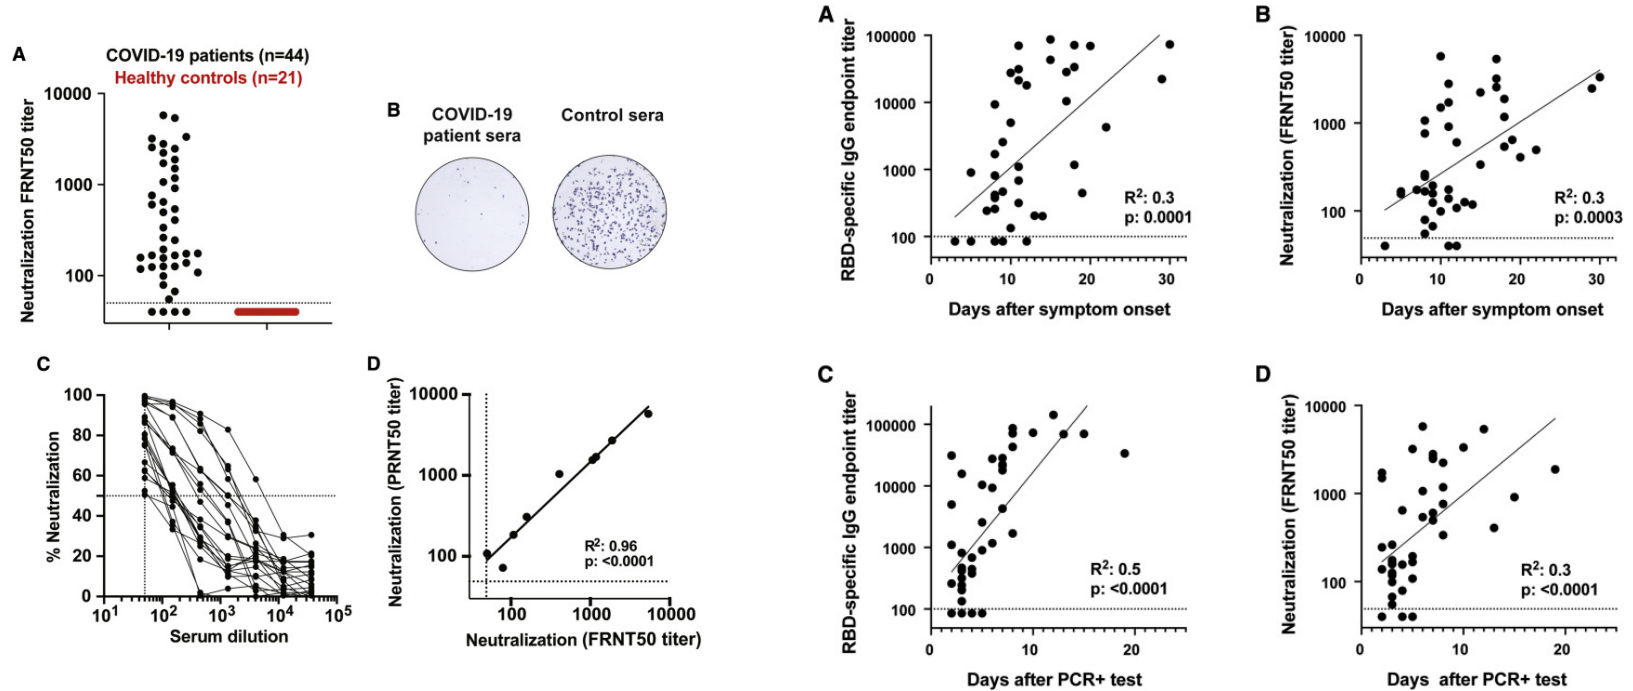 A
COVID-19 patients (n=44)
Healthy controls (n=21)
Neutralization FRNT50 titer
10000
1000
100
B
COVID-19
patient sera
Control sera
C
% Neutralization
100
80
60
40
20
0
10¹ 10² 10³ 10⁴ 10⁵
Serum dilution
D
Neutralization (PRNT50 titer)
10000
1000
100
R²: 0.96
p: <0.0001
100 1000 10000
Neutralization (FRNT50 titer)
A
RBD-specific IgG endpoint titer
100000
10000
1000
100
R²: 0.3
p: 0.0001
0 10 20 30
Days after symptom onset
B
Neutralization (FRNT50 titer)
10000
1000
100
R²: 0.3
p: 0.0003
0 10 20 30
Days after symptom onset
C
RBD-specific IgG endpoint titer
100000
10000
1000
100
R²: 0.5
p: <0.0001
0 10 20
Days after PCR+ test
D
Neutralization (FRNT50 titer)
10000
1000
100
R²: 0.3
p: <0.0001
0 10 20
Days after PCR+ test